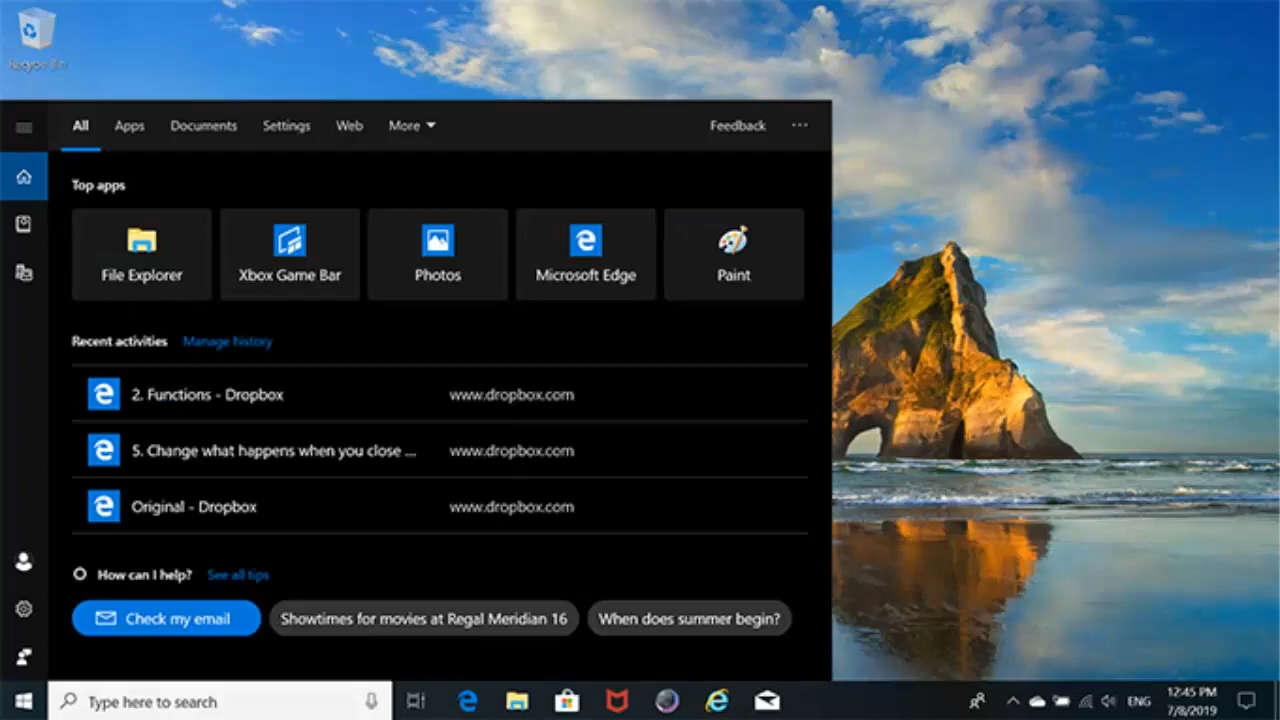 Recycle Bin
All Apps Documents Settings Web More Feedback
Top apps
File Explorer Xbox Game Bar Photos Microsoft Edge Paint
Recent activities Manage history
2. Functions - Dropbox www.dropbox.com
5. Change what happens when you close ... www.dropbox.com
Original - Dropbox www.dropbox.com
How can I help? See all tips
Check my email Showtimes for movies at Regal Meridian 16 When does summer begin?
Type here to search ENG 12:45 PM
7/8/2019